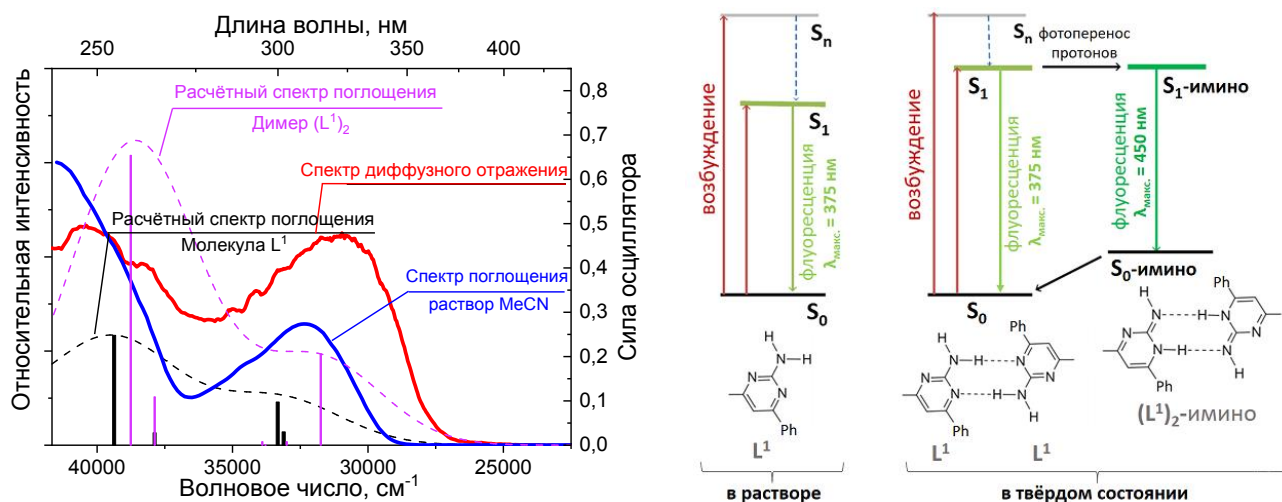 Длина волны, нм
250
300
350
400
Относительная интенсивность
Расчётный спектр поглощения
Димер (L¹)₂
Спектр диффузного отражения
Расчётный спектр поглощения
Молекула L¹
Спектр поглощения
раствор MeCN
0,8
0,7
0,6
0,5
0,4
0,3
0,2
0,1
0,0
Сила осциллятора
40000
35000
30000
25000
Волновое число, см⁻¹
Sₙ
возбуждение
S₁
флуоресценция
λмакс. = 375 нм
S₀
H
N
H
N
N
Ph
L¹
в растворе
Sₙ
фотоперенос
протонов
S₁
S₁-имино
возбуждение
флуоресценция
λмакс. = 375 нм
флуоресценция
λмакс. = 450 нм
S₀-имино
S₀
H
N
H
N
N
N
Ph
Ph
N
N
H
N
H
L¹
L¹
H
N
N
N
H
Ph
Ph
H
N
N
N
H
(L¹)₂-имино
в твёрдом состоянии